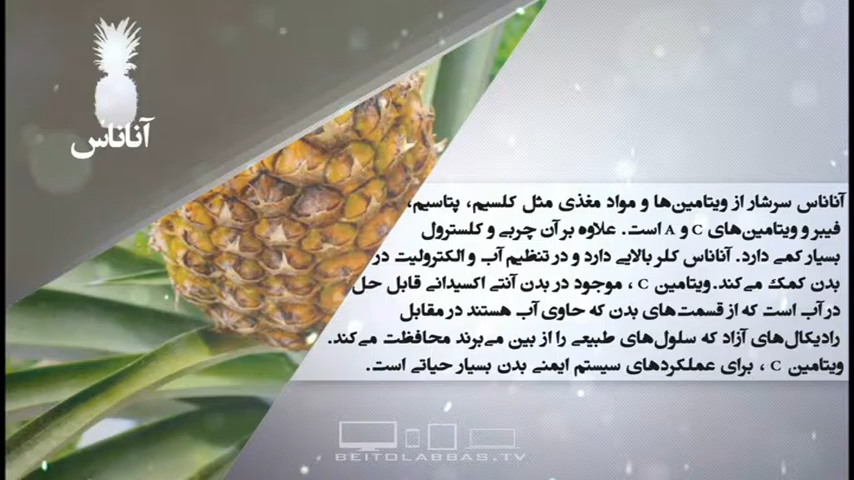 آناناس
آناناس سرشار از ویتامین‌ها و مواد مغذی مثل کلسیم، پتاسیم،
فیبر و ویتامین‌های C و A است. علاوه بر آن چربی و کلسترول
بسیار کمی دارد. آناناس کلر بالایی دارد و در تنظیم آب و الکترولیت در
بدن کمک می‌کند. ویتامین C ، موجود در بدن آنتی اکسیدانی قابل حل
در آب است که از قسمت‌های بدن که حاوی آب هستند در مقابل
رادیکال‌های آزاد که سلول‌های طبیعی را از بین می‌برند محافظت می‌کند.
ویتامین C ، برای عملکردهای سیستم ایمنی بدن بسیار حیاتی است.
BEITOLABBAS.TV